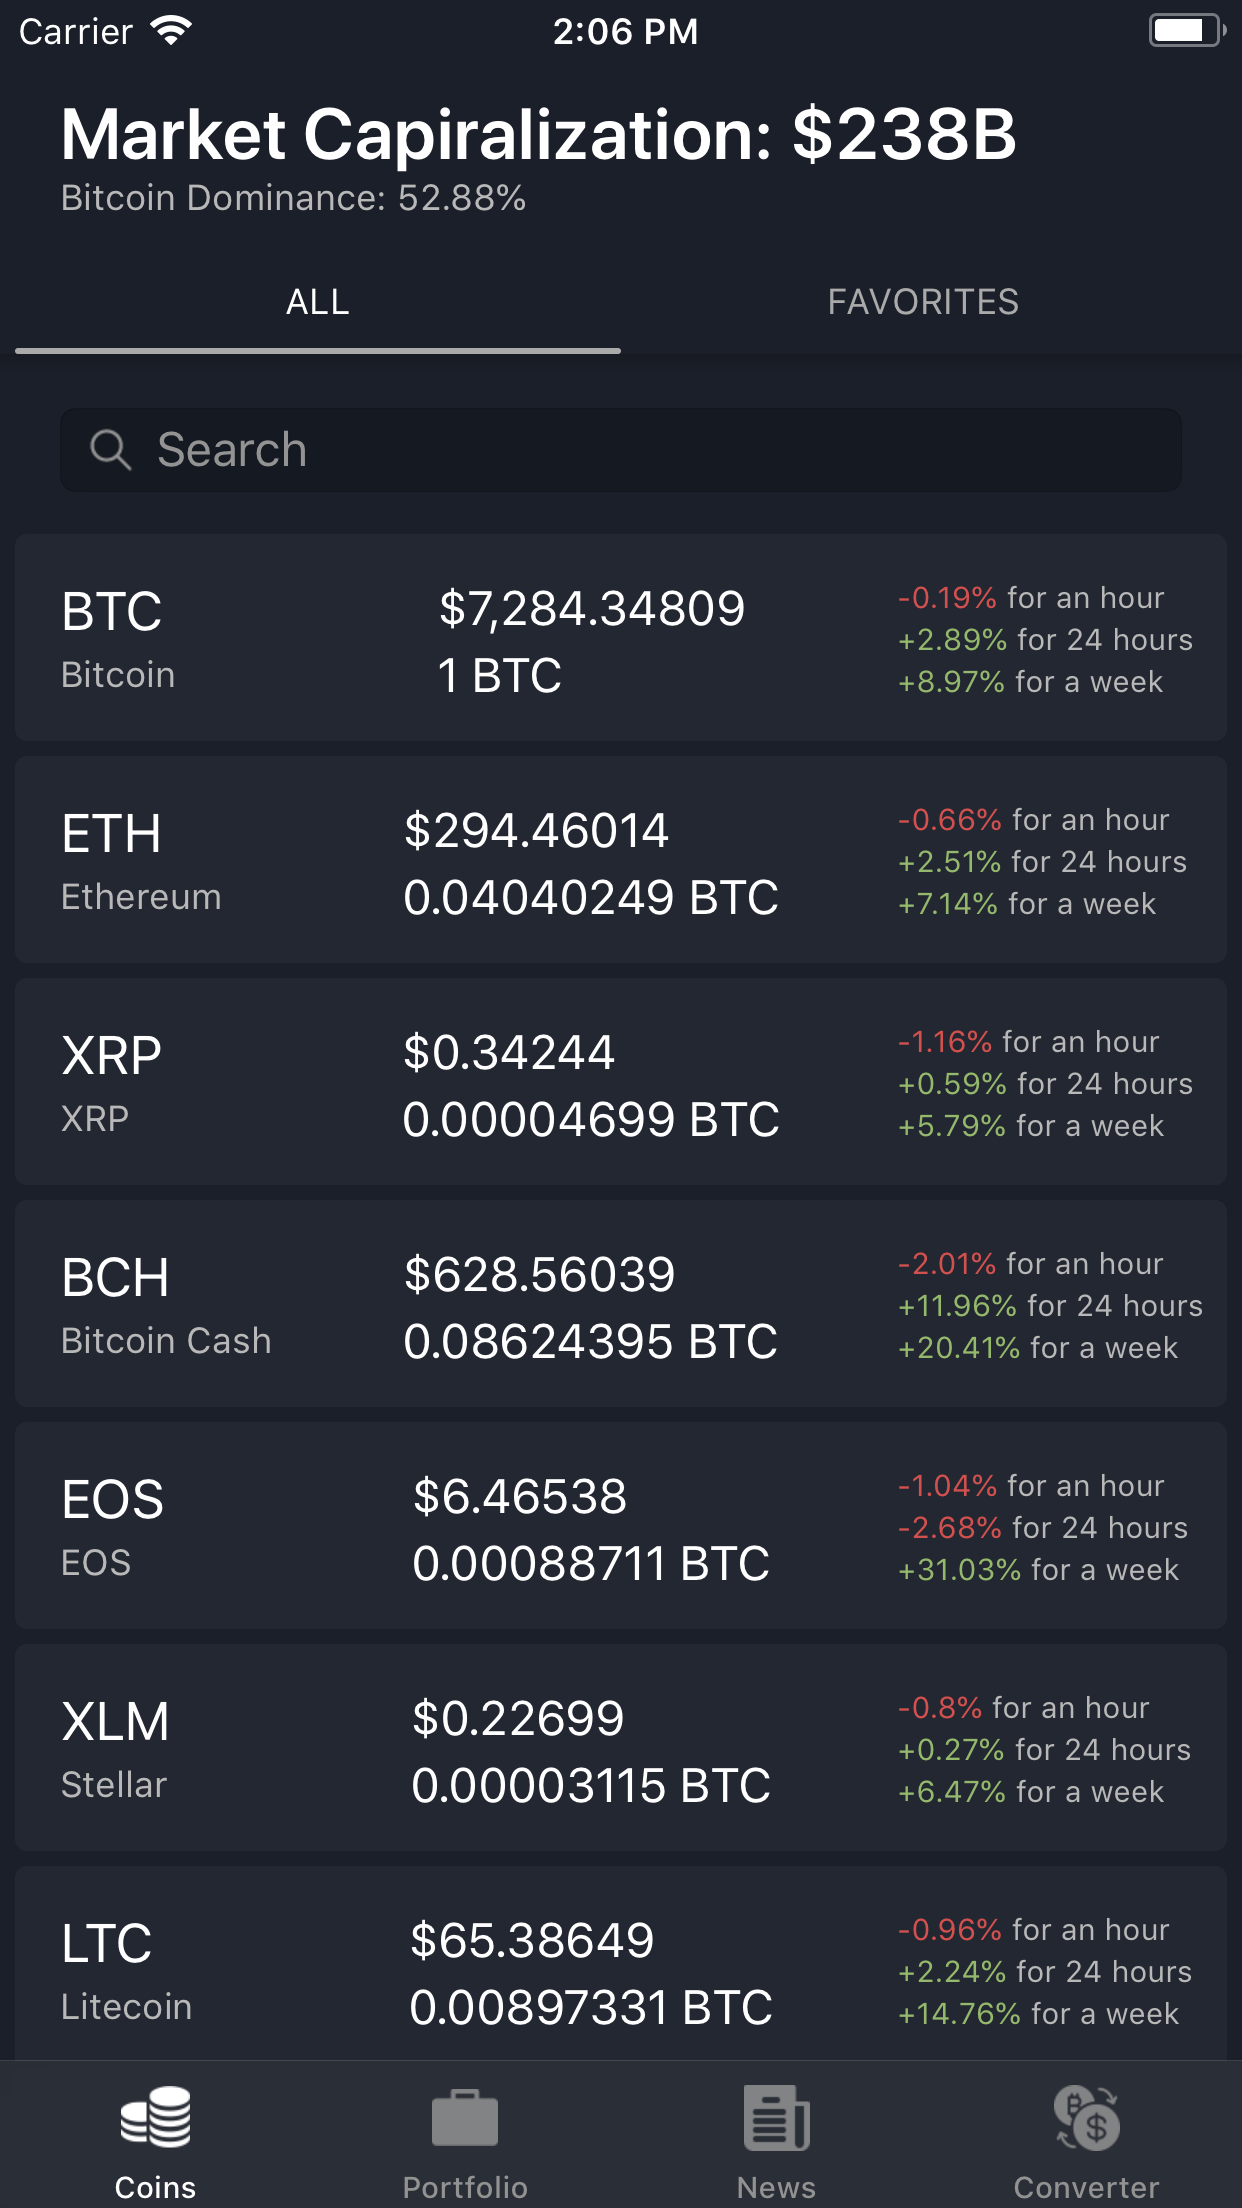 Carrier 2:06 PM
Market Capiralization: $238B
Bitcoin Dominance: 52.88%
ALL FAVORITES
Search
BTC
Bitcoin
$7,284.34809
1 BTC
-0.19% for an hour
+2.89% for 24 hours
+8.97% for a week
ETH
Ethereum
$294.46014
0.04040249 BTC
-0.66% for an hour
+2.51% for 24 hours
+7.14% for a week
XRP
XRP
$0.34244
0.00004699 BTC
-1.16% for an hour
+0.59% for 24 hours
+5.79% for a week
BCH
Bitcoin Cash
$628.56039
0.08624395 BTC
-2.01% for an hour
+11.96% for 24 hours
+20.41% for a week
EOS
EOS
$6.46538
0.00088711 BTC
-1.04% for an hour
-2.68% for 24 hours
+31.03% for a week
XLM
Stellar
$0.22699
0.00003115 BTC
-0.8% for an hour
+0.27% for 24 hours
+6.47% for a week
LTC
Litecoin
$65.38649
0.00897331 BTC
-0.96% for an hour
+2.24% for 24 hours
+14.76% for a week
Coins Portfolio News Converter